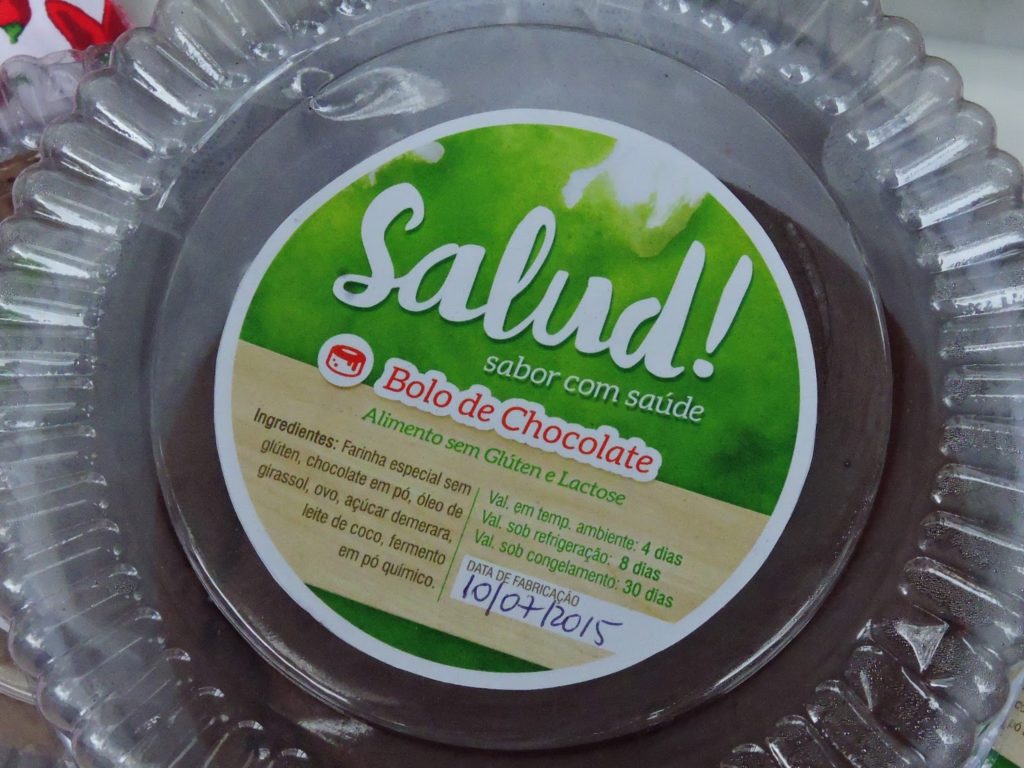 Salud!
sabor com saúde
Bolo de Chocolate
Alimento sem Glúten e Lactose
Ingredientes: Farinha especial sem
glúten, chocolate em pó, óleo de
girassol, ovo, açúcar demerara,
leite de coco, fermento
em pó químico.
Val, em temp. ambiente: 4 dias
Val. sob refrigeração: 8 dias
Val. sob congelamento: 30 dias
DATA DE FABRICAÇÃO
10/07/2015